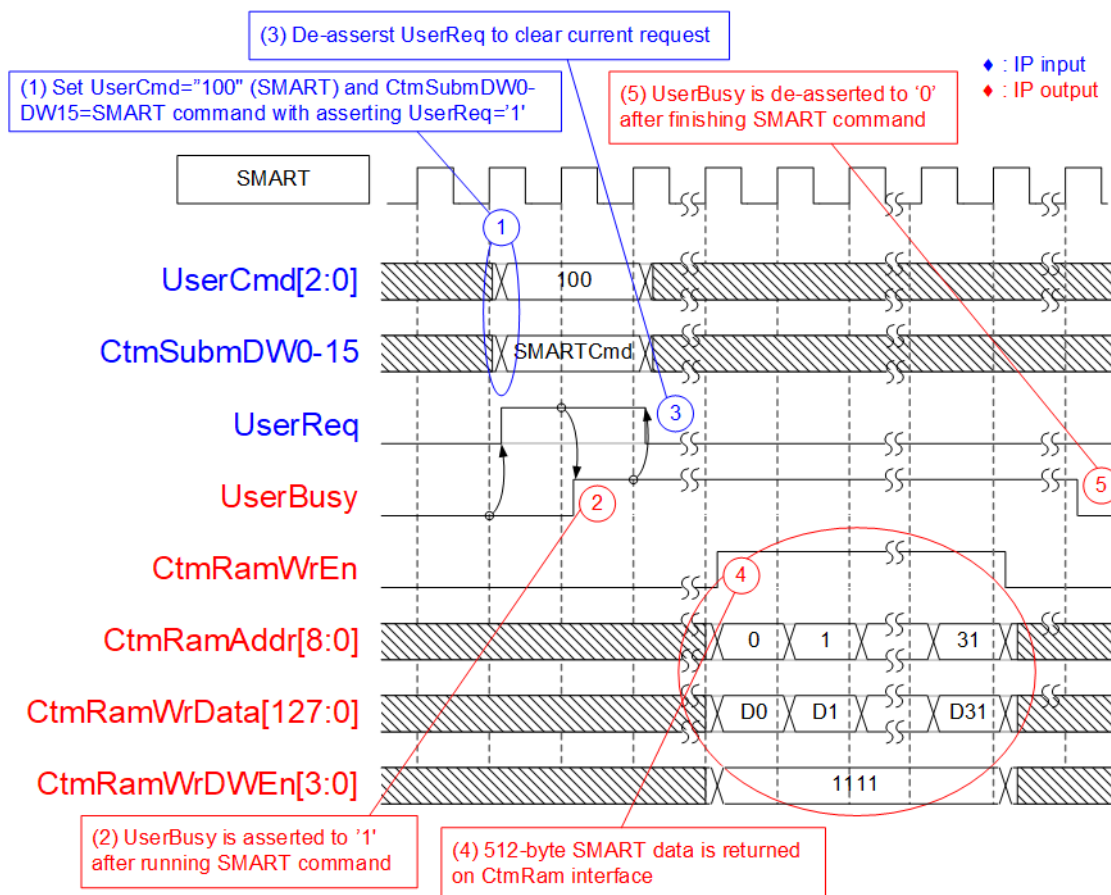 (3) De-asserst UserReq to clear current request
♦ : IP input
♦ : IP output
(1) Set UserCmd=”100" (SMART) and CtmSubmDW0-
DW15=SMART command with asserting UserReq='1'
(5) UserBusy is de-asserted to ‘0’
after finishing SMART command
SMART
1
UserCmd[2:0]
100
CtmSubmDW0-15
SMARTCmd
UserReq
3
UserBusy
2
5
CtmRamWrEn
4
CtmRamAddr[8:0]
0 1 31
CtmRamWrData[127:0]
D0 D1 D31
CtmRamWrDWEn[3:0]
1111
(2) UserBusy is asserted to ’1'
after running SMART command
(4) 512-byte SMART data is returned
on CtmRam interface